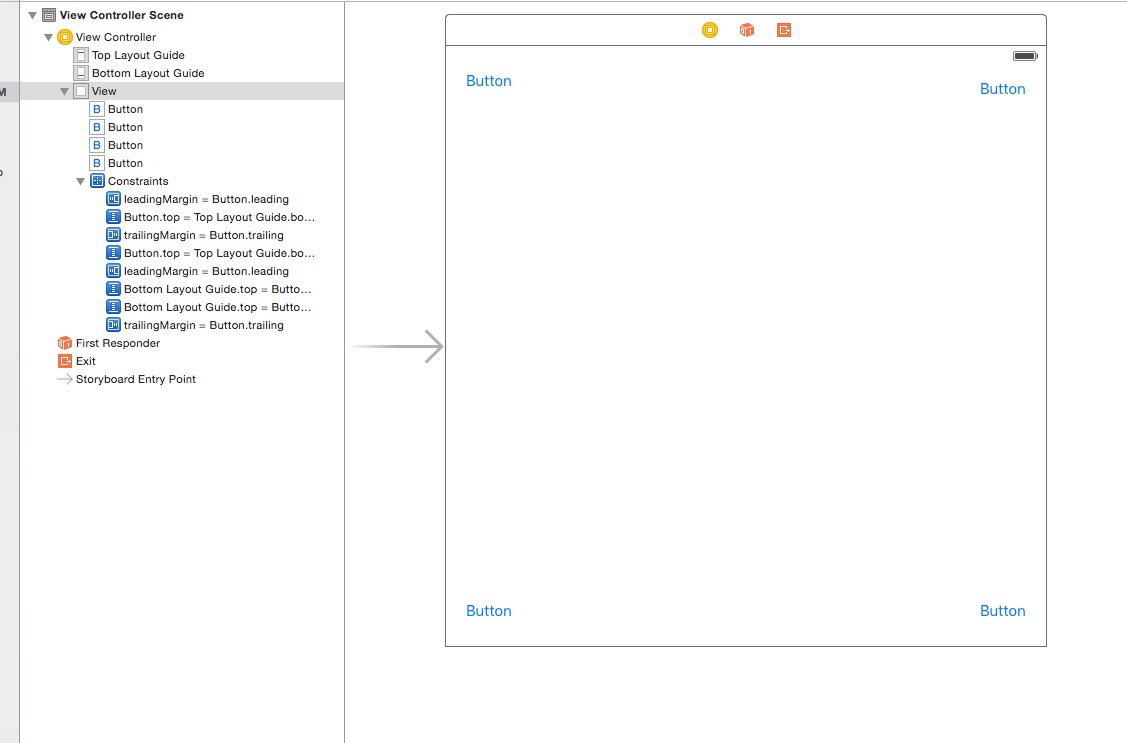 View Controller Scene
View Controller
Top Layout Guide
Bottom Layout Guide
M
View
B Button
B Button
B Button
B Button
Constraints
leadingMargin = Button.leading
Button.top = Top Layout Guide.bo...
trailingMargin = Button.trailing
Button.top = Top Layout Guide.bo...
leadingMargin = Button.leading
Bottom Layout Guide.top = Butto...
Bottom Layout Guide.top = Butto...
trailingMargin = Button.trailing
First Responder
Exit
Storyboard Entry Point
Button
Button
Button
Button